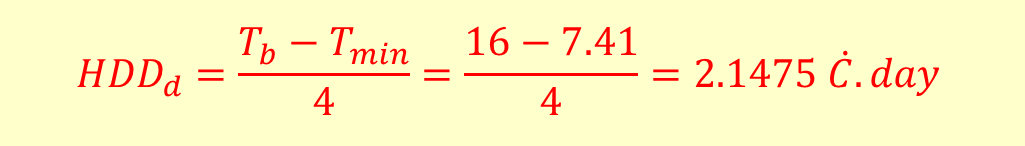 HDD_d = (T_b − T_min)/4 = (16 − 7.41)/4 = 2.1475 Ċ.day